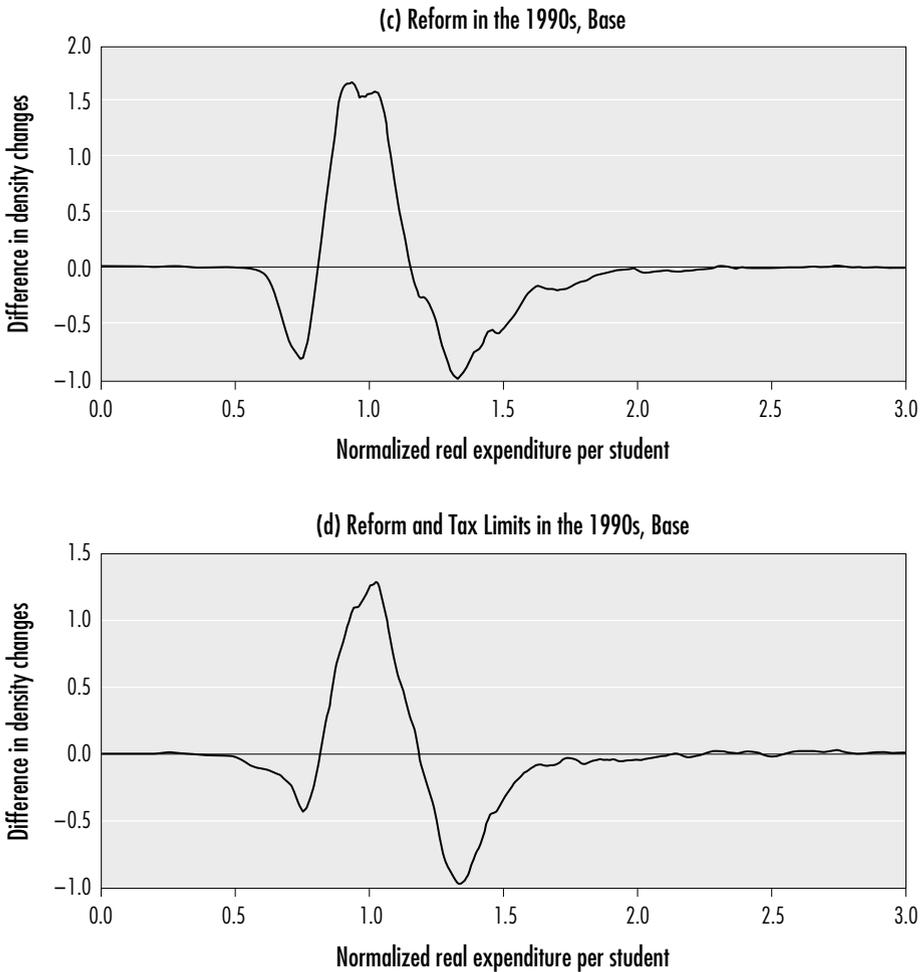 (c) Reform in the 1990s, Base
2.0
1.5
1.0
0.5
0.0
–0.5
–1.0
Difference in density changes
0.0 0.5 1.0 1.5 2.0 2.5 3.0
Normalized real expenditure per student
(d) Reform and Tax Limits in the 1990s, Base
1.5
1.0
0.5
0.0
–0.5
–1.0
Difference in density changes
0.0 0.5 1.0 1.5 2.0 2.5 3.0
Normalized real expenditure per student